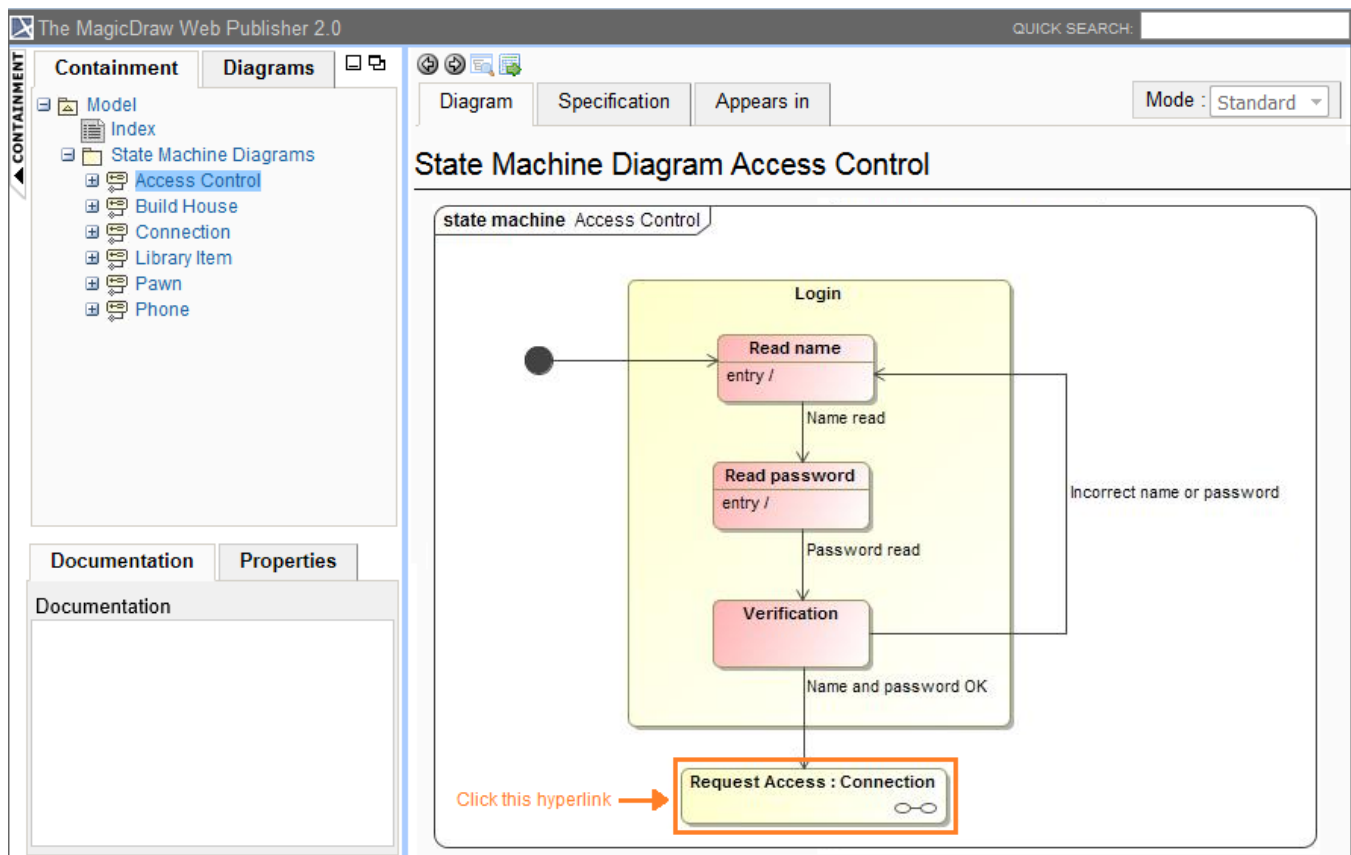 The MagicDraw Web Publisher 2.0
QUICK SEARCH:
CONTAINMENT
Containment
Diagrams
Model
Index
State Machine Diagrams
Access Control
Build House
Connection
Library Item
Pawn
Phone
Documentation
Properties
Documentation
Diagram
Specification
Appears in
Mode : Standard
State Machine Diagram Access Control
state machine Access Control
Login
Read name
entry /
Name read
Read password
entry /
Incorrect name or password
Password read
Verification
Name and password OK
Request Access : Connection
Click this hyperlink